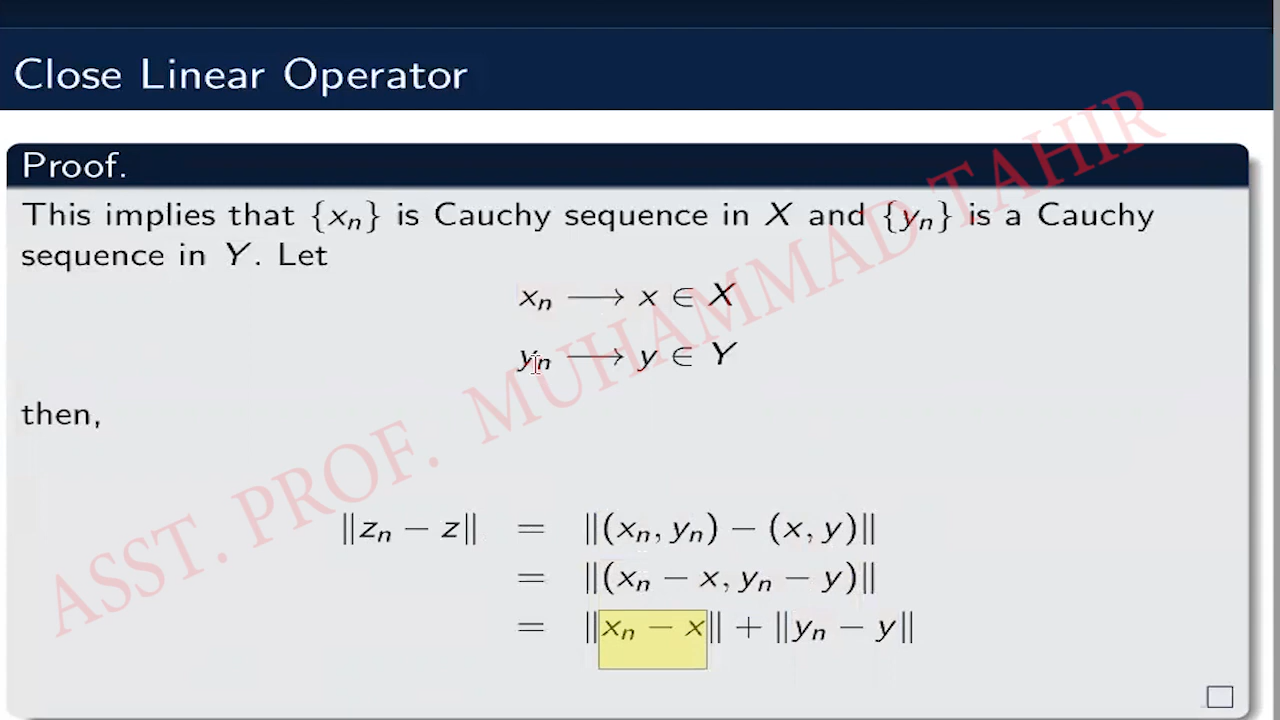 Close Linear Operator
Proof.
This implies that {xₙ} is Cauchy sequence in X and {yₙ} is a Cauchy
sequence in Y. Let
xₙ ⟶ x ∈ X
yₙ ⟶ y ∈ Y
then,
‖zₙ − z‖ = ‖(xₙ, yₙ) − (x, y)‖
= ‖(xₙ − x, yₙ − y)‖
= ‖xₙ − x‖ + ‖yₙ − y‖
ASST. PROF. MUHAMMAD TAHIR